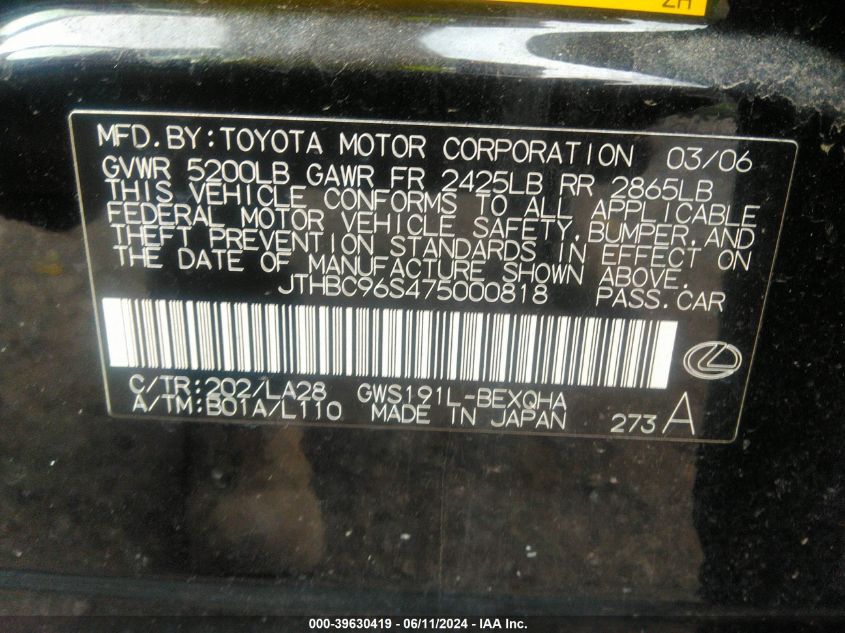 ZH
MFD. BY: TOYOTA MOTOR CORPORATION 03/06
GVWR 5200LB GAWR FR 2425LB RR 2865LB
THIS VEHICLE CONFORMS TO ALL APPLICABLE
FEDERAL MOTOR VEHICLE SAFETY, BUMPER, AND
THEFT PREVENTION STANDARDS IN EFFECT ON
THE DATE OF MANUFACTURE SHOWN ABOVE.
JTHBC96S475000818 PASS. CAR
C/TR: 202/LA28 GWS191L-BEXQHA
A/TM: B01A/L110 MADE IN JAPAN 273 A
000-39630419 - 06/11/2024 - IAA Inc.